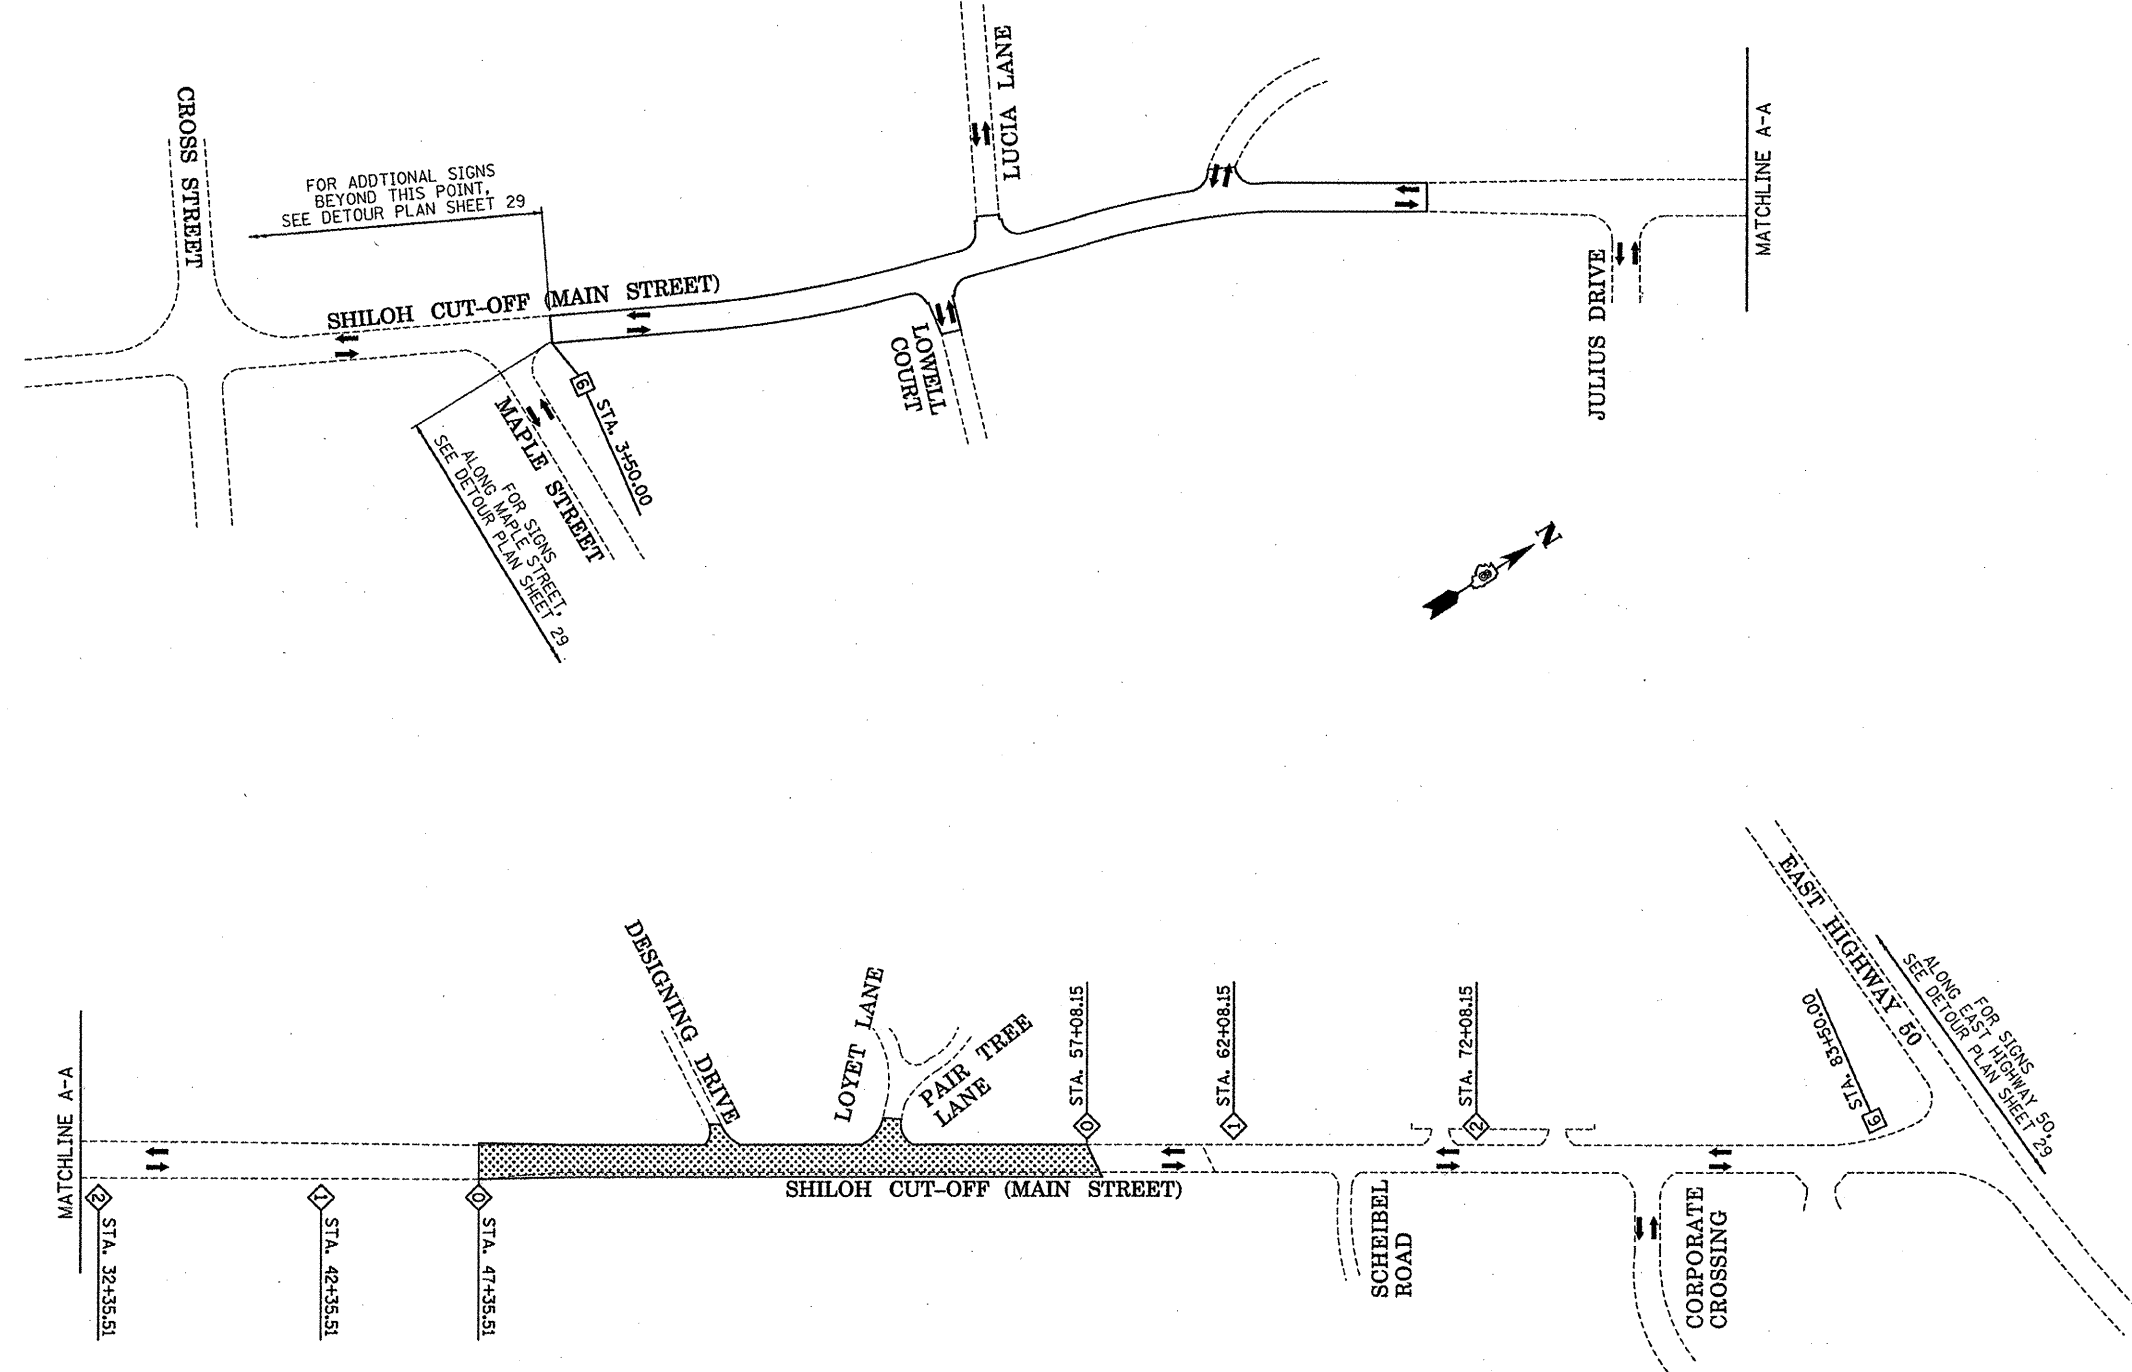 CROSS STREET
FOR ADDTIONAL SIGNS
BEYOND THIS POINT,
SEE DETOUR PLAN SHEET 29
LUCIA LANE
MATCHLINE A-A
SHILOH CUT-OFF (MAIN STREET)
LOWELL
COURT
JULIUS DRIVE
6
STA. 3+50.00
MAPLE STREET
FOR SIGNS
ALONG MAPLE STREET,
SEE DETOUR PLAN SHEET 29
N
EAST HIGHWAY 50
FOR SIGNS
ALONG EAST HIGHWAY 50,
SEE DETOUR PLAN SHEET 29
DESIGNING DRIVE
LOYET LANE
PAIR TREE
LANE
STA. 57+08.15
0
STA. 62+08.15
1
STA. 72+08.15
2
STA. 83+50.00
6
MATCHLINE A-A
SHILOH CUT-OFF (MAIN STREET)
2
STA. 32+35.51
1
STA. 42+35.51
0
STA. 47+35.51
SCHEIBEL
ROAD
CORPORATE
CROSSING